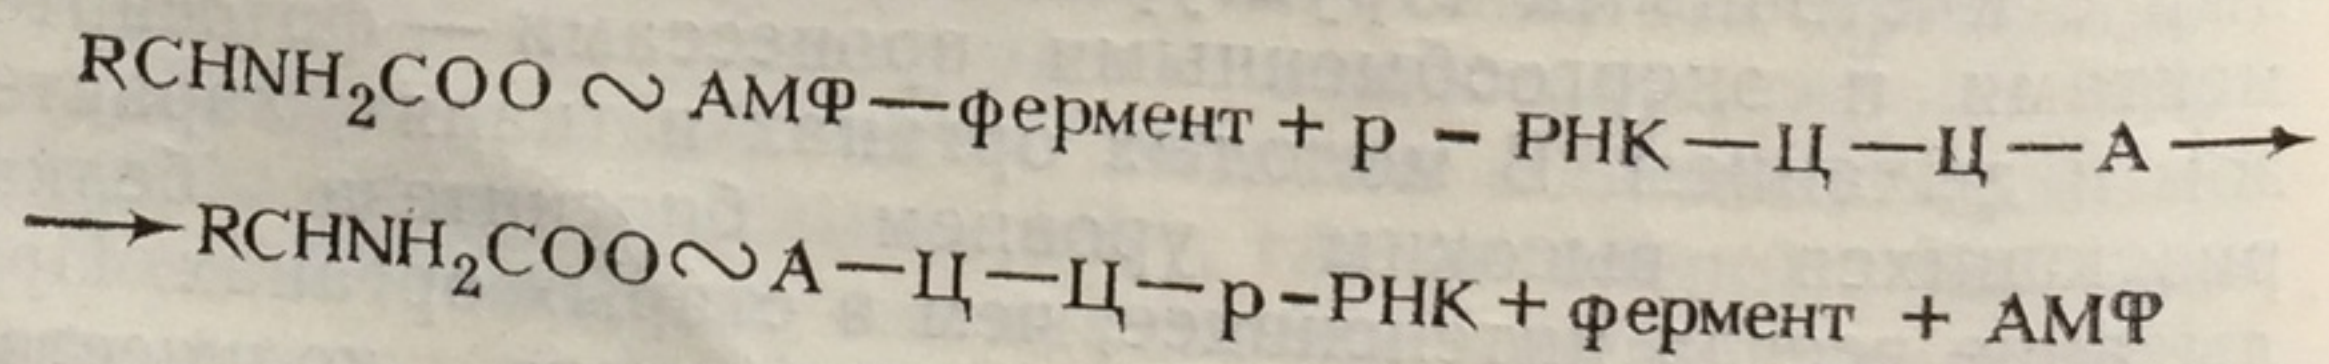 RCHNH₂COO ~ АМФ—фермент + р - РНК—Ц—Ц—А ⟶
⟶ RCHNH₂COO~А—Ц—Ц—р-РНК + фермент + АМФ